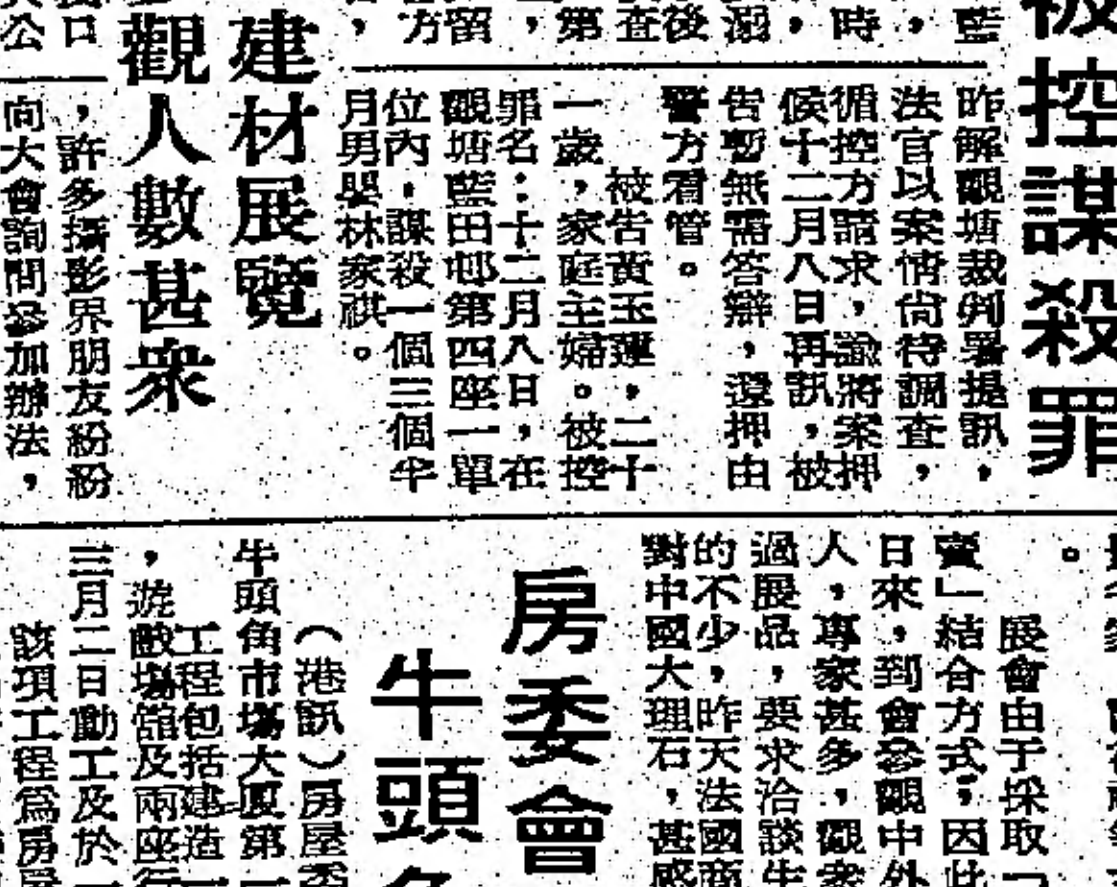 被控謀殺罪
昨解觀塘裁判署提訊，
法官以案情尚待調查，
循控方請求，諭將案押
候十二月八日再訊，被
告暫無需答辯，還押由
警方看管。
被告黃玉蓮，二十
一歲，家庭主婦。被控
罪名：十二月八日，在
觀塘藍田邨第四座一單
位內，謀殺一個三個半
月男嬰林家祺。
藍
，時，
溺
查後
，第
留
方
建材展覽
觀人數甚衆
，許多攝影界朋友紛紛
向大會詢問參加辦法，
口
公
。
展會由于採取「
賣」結合方式，因此
日來，到會參觀中外
人，專家甚多，觀衆
過展品，要求洽談生
的不少，昨天法國商
對中國大理石，甚感
房委會
牛頭
（港訊）房屋委
牛頭角市場大厦第一
工程包括建造一
，遊戲場館及兩座行
三月二日動工及於一
該項工程爲房屋